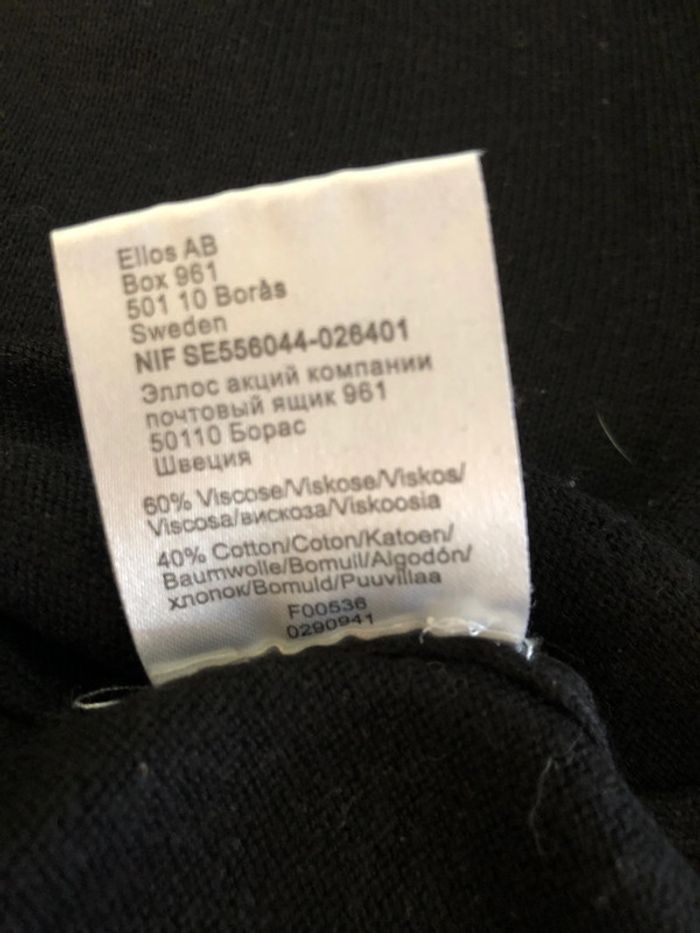 Ellos AB
Box 961
501 10 Borås
Sweden
NIF SE556044-026401
Эллос акций компании
почтовый ящик 961
50110 Борас
Швеция
60% Viscose/Viskose/Viskos/
Viscosa/вискоза/Viskoosia
40% Cotton/Coton/Katoen/
Baumwolle/Bomull/Algodón/
хлопок/Bomuld/Puuvillaa
F00536
0290941